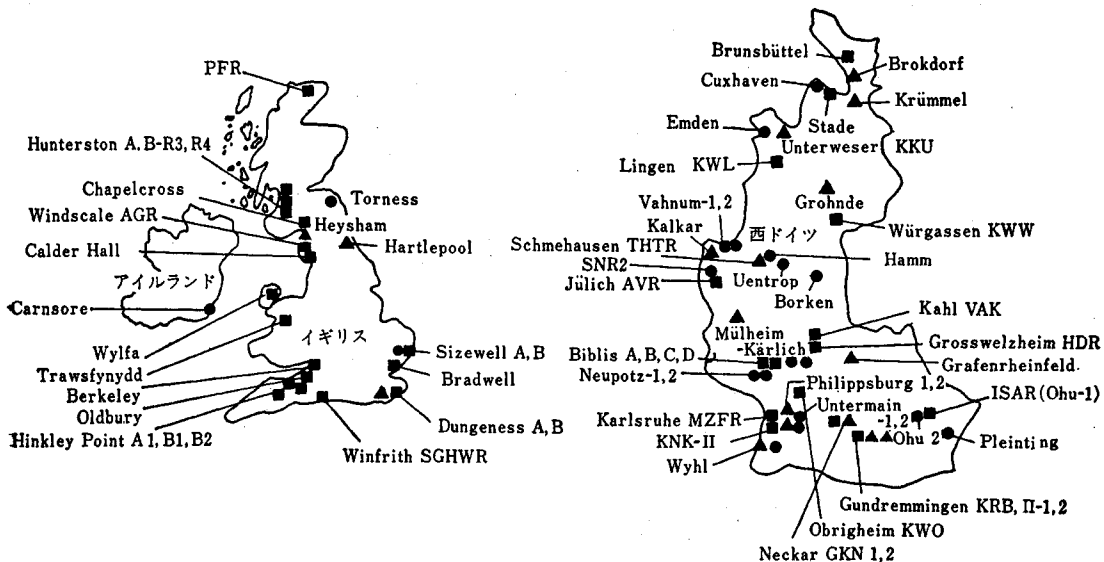 PFR
Hunterston A, B-R3, R4
Chapelcross
Windscale AGR
Calder Hall
アイルランド
Carnsore
Wylfa
Trawsfynydd
Berkeley
Oldbury
Hinkley Point A1, B1, B2
Torness
Heysham
Hartlepool
イギリス
Sizewell A, B
Bradwell
Dungeness A, B
Winfrith SGHWR
Brunsbüttel
Brokdorf
Cuxhaven
Krümmel
Stade
Emden
Unterweser KKU
Lingen KWL
Grohnde
Vahnum-1, 2
Kalkar
西ドイツ
Würgassen KWW
Schmehausen THTR
Hamm
SNR2
Uentrop
Jülich AVR
Borken
Kahl VAK
Mülheim
-Kärlich
Grosswelzheim HDR
Biblis A, B, C, D
Grafenrheinfeld.
Neupotz-1, 2
Philippsburg 1, 2
ISAR (Ohu-1)
Karlsruhe MZFR
Untermain
-1, 2
Ohu 2
KNK-II
Pleinting
Wyhl
Gundremmingen KRB, II-1, 2
Obrigheim KWO
Neckar GKN 1, 2